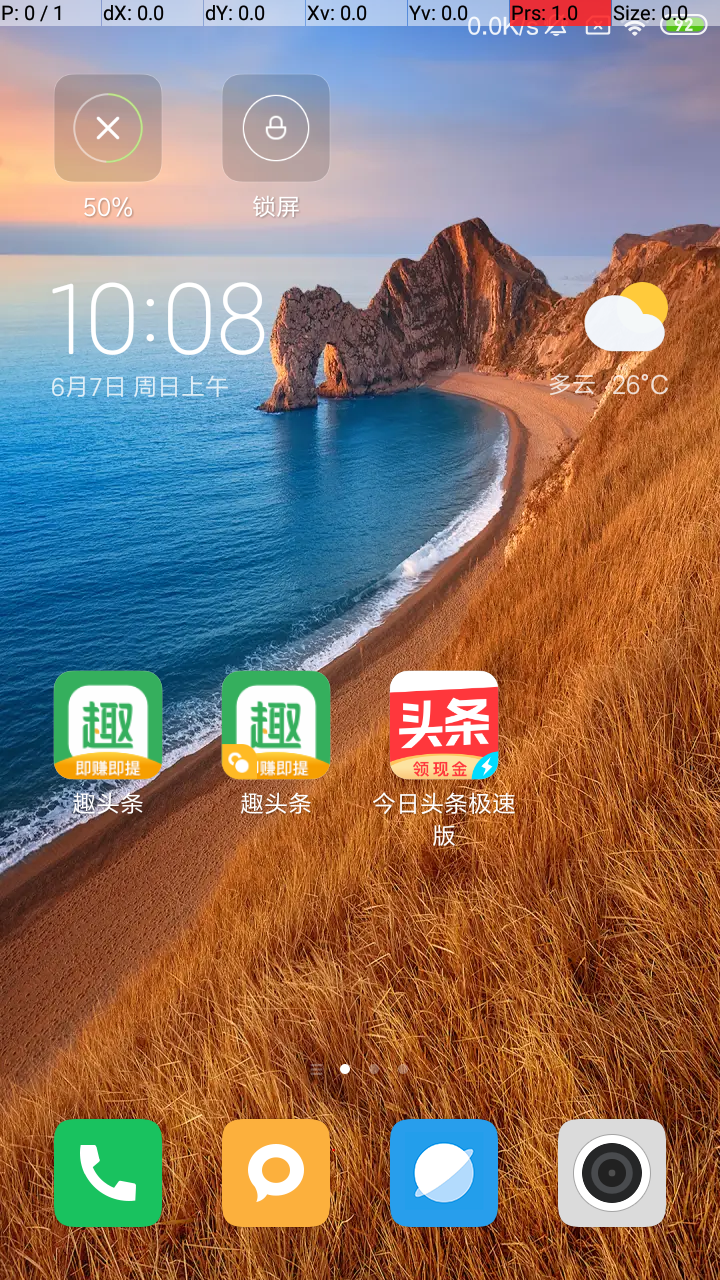 P: 0 / 1 dX: 0.0 dY: 0.0 Xv: 0.0 Yv: 0.0 Prs: 1.0 Size: 0.0
0.0K/s 92
50% 锁屏
10:08
6月7日 周日上午
多云 26°C
趣 趣 头条
即赚即提 即赚即提 领现金
趣头条 趣头条 今日头条极速
版